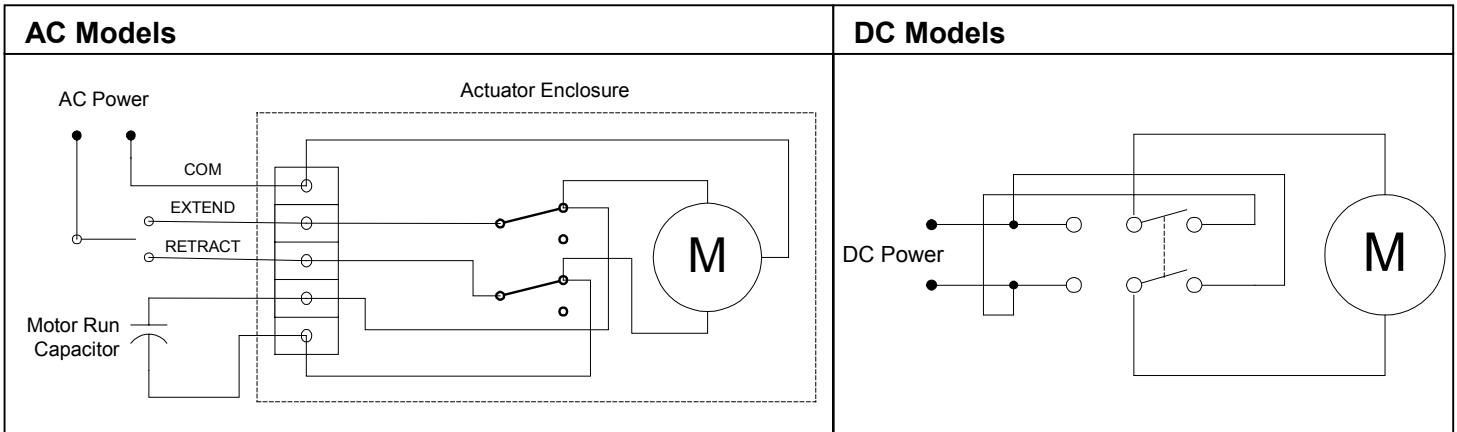 AC Models
AC Power
Actuator Enclosure
COM
EXTEND
RETRACT
M
Motor Run
Capacitor
DC Models
DC Power
M